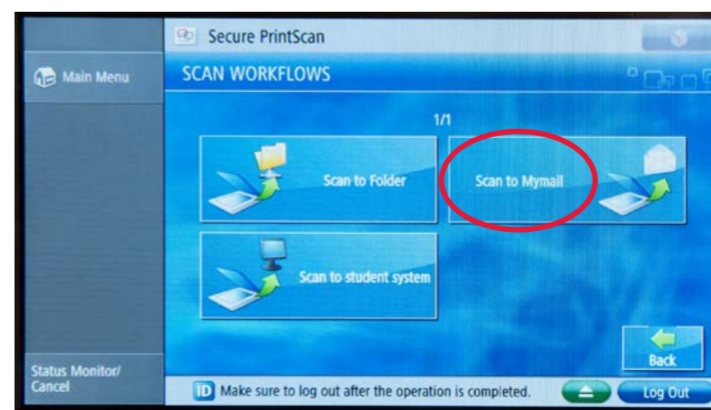 Secure PrintScan
Main Menu
SCAN WORKFLOWS
1/1
Scan to Folder
Scan to Mymail
Scan to student system
Back
Status Monitor/
Cancel
ID Make sure to log out after the operation is completed.
Log Out